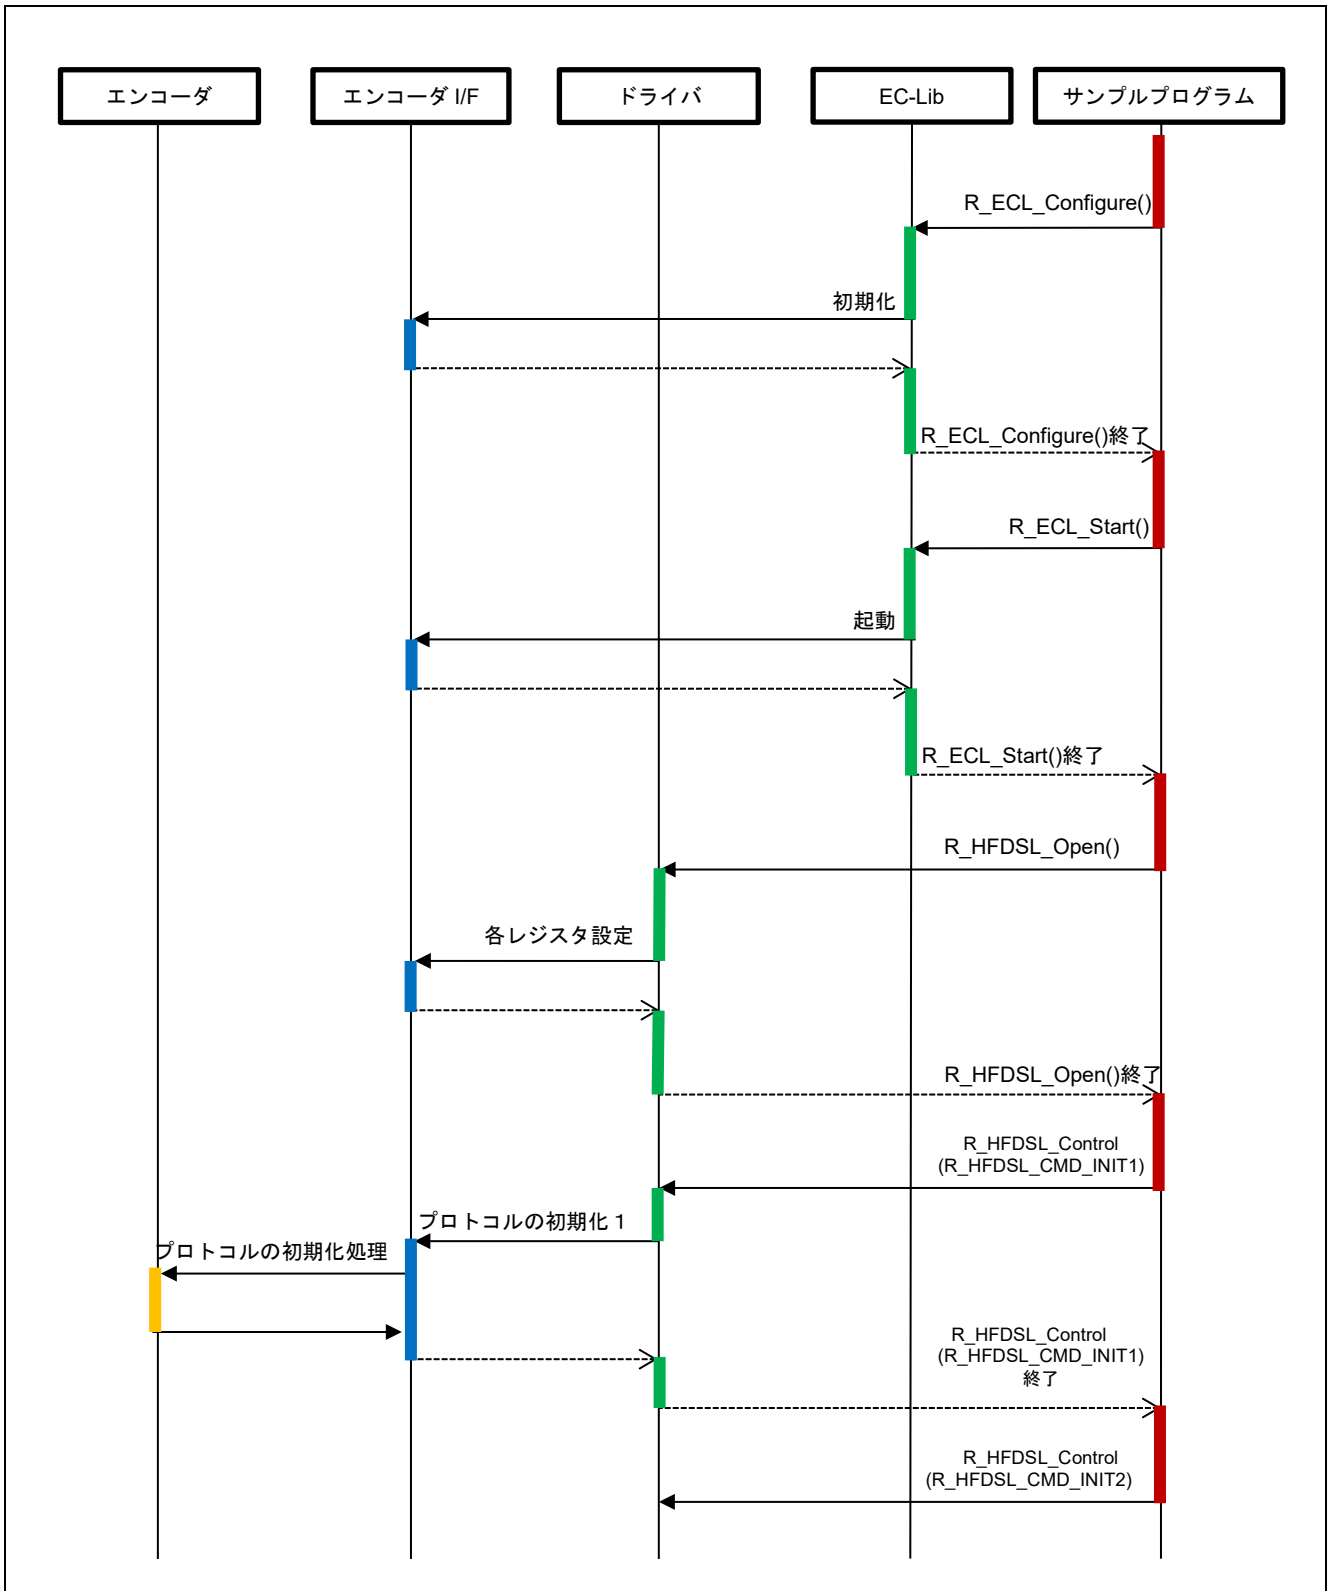 エンコーダ
エンコーダ I/F
ドライバ
EC-Lib
サンプルプログラム
R_ECL_Configure()
初期化
R_ECL_Configure()終了
R_ECL_Start()
起動
R_ECL_Start()終了
R_HFDSL_Open()
各レジスタ設定
R_HFDSL_Open()終了
R_HFDSL_Control
(R_HFDSL_CMD_INIT1)
プロトコルの初期化１
プロトコルの初期化処理
R_HFDSL_Control
(R_HFDSL_CMD_INIT1)
終了
R_HFDSL_Control
(R_HFDSL_CMD_INIT2)